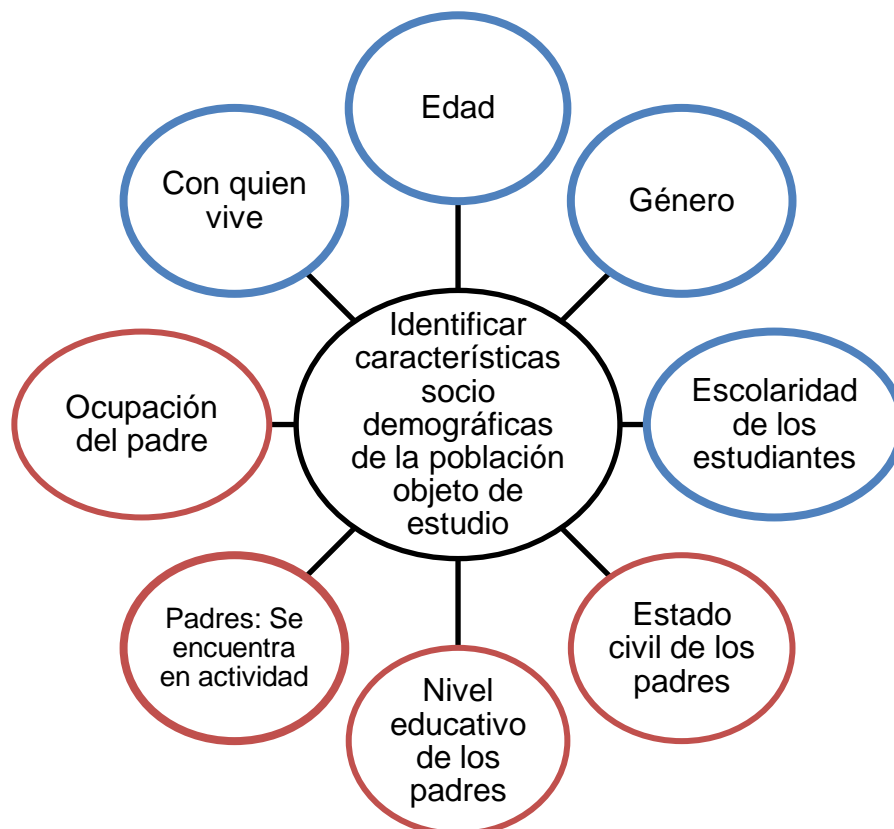 Edad
Con quien
vive
Género
Identificar
características
socio
demográficas
de la población
objeto de
estudio
Ocupación
del padre
Escolaridad
de los
estudiantes
Padres: Se
encuentra
en actividad
Estado
civil de los
padres
Nivel
educativo
de los
padres